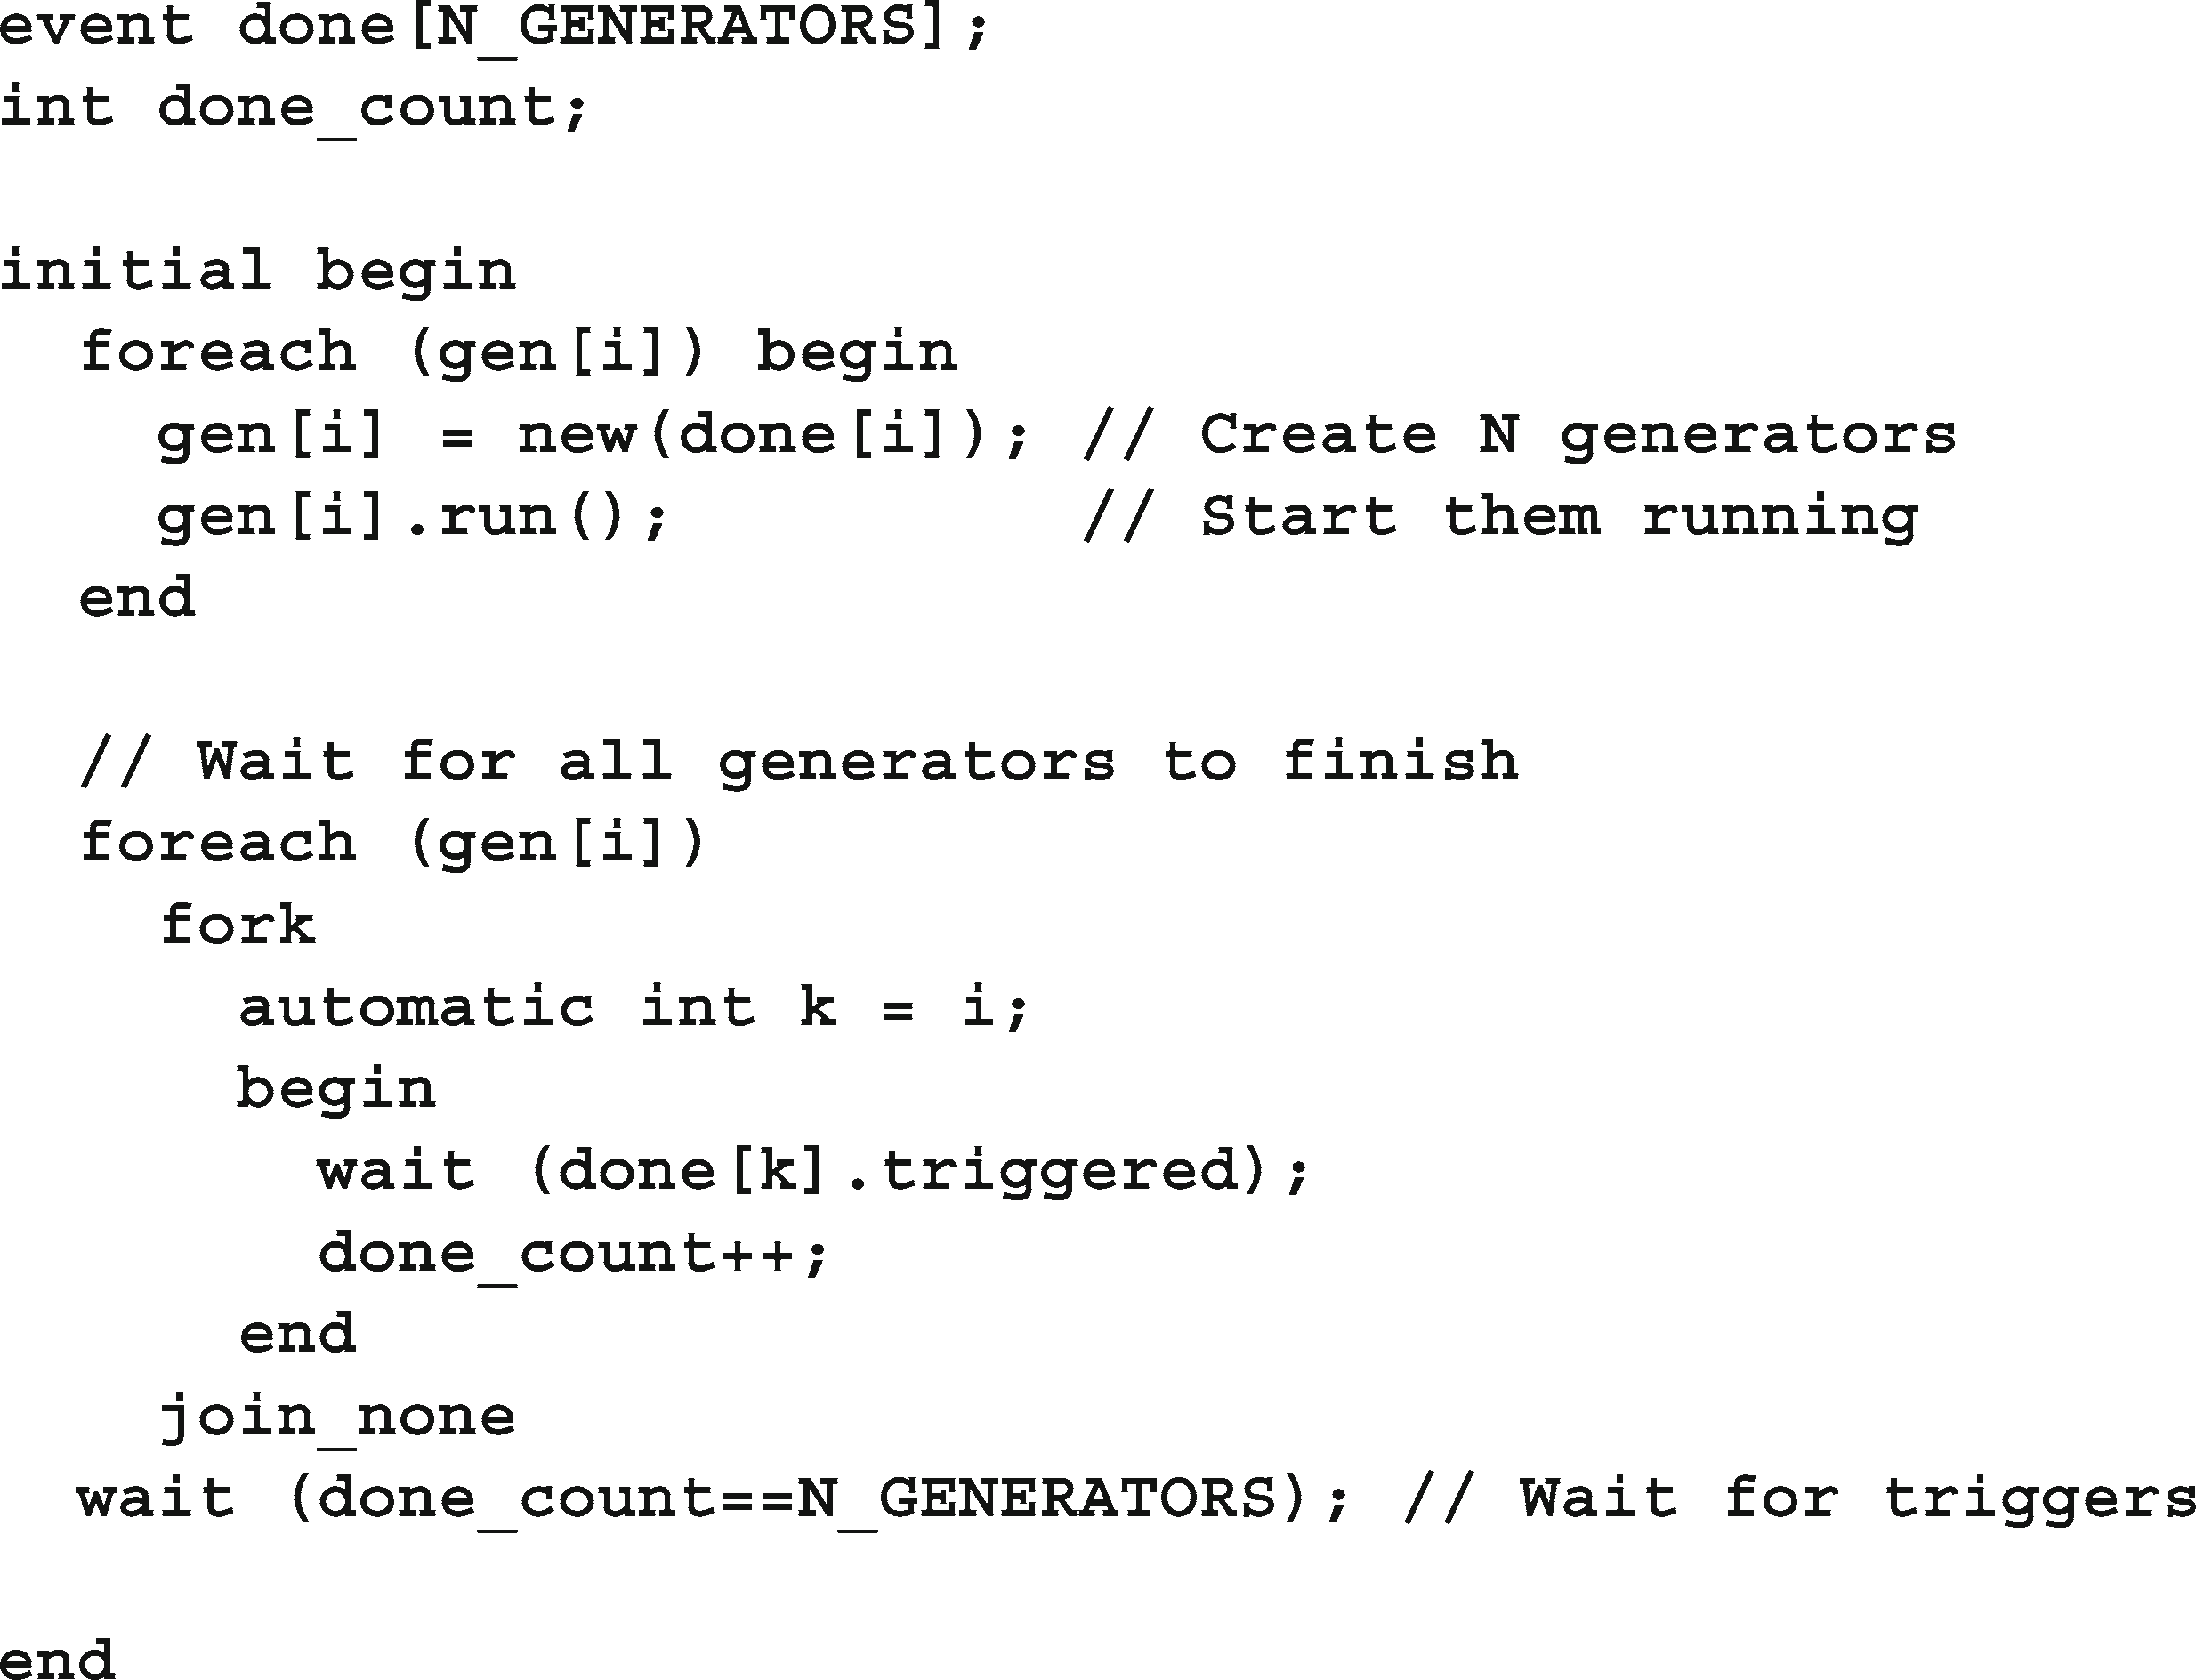 event done[N_GENERATORS];
int done_count;

initial begin
  foreach (gen[i]) begin
    gen[i] = new(done[i]); // Create N generators
    gen[i].run();          // Start them running
  end

  // Wait for all generators to finish
  foreach (gen[i])
    fork
      automatic int k = i;
      begin
        wait (done[k].triggered);
        done_count++;
      end
    join_none
  wait (done_count==N_GENERATORS); // Wait for triggers

end